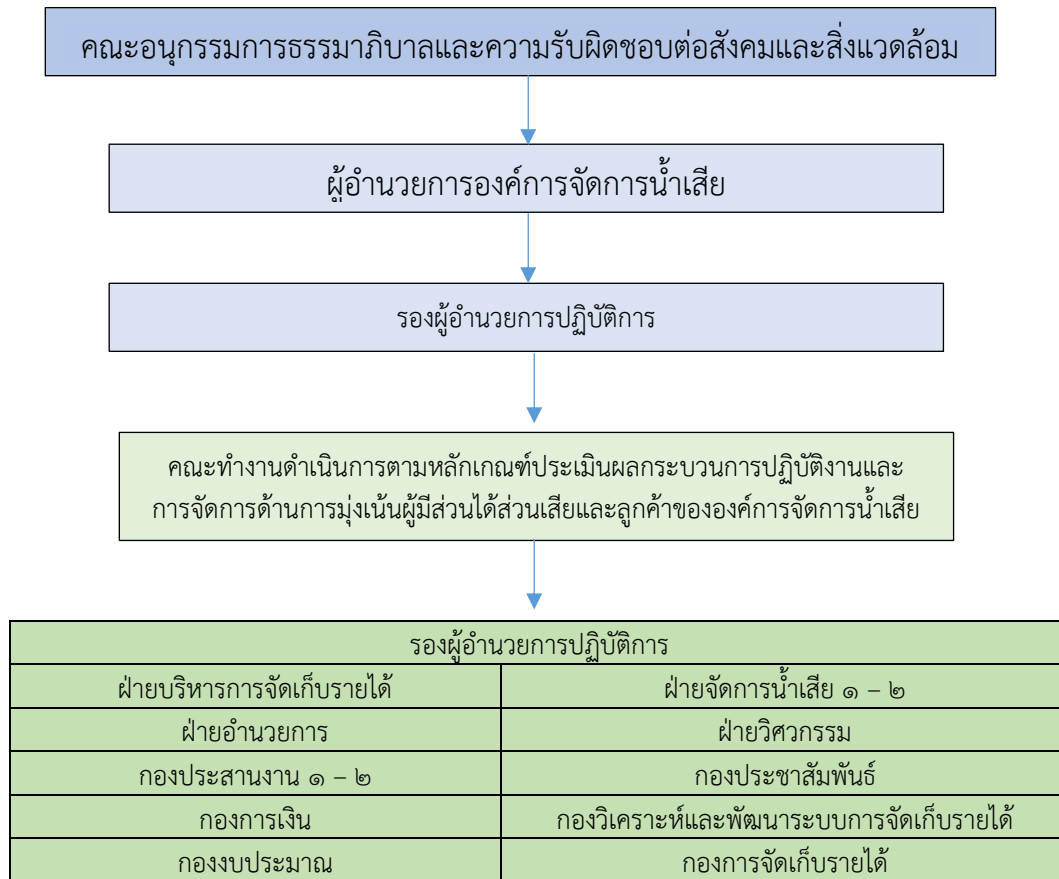 คณะอนุกรรมการธรรมาภิบาลและความรับผิดชอบต่อสังคมและสิ่งแวดล้อม
ผู้อำนวยการองค์การจัดการน้ำเสีย
รองผู้อำนวยการปฏิบัติการ
คณะทำงานดำเนินการตามหลักเกณฑ์ประเมินผลกระบวนการปฏิบัติงานและ
การจัดการด้านการมุ่งเน้นผู้มีส่วนได้ส่วนเสียและลูกค้าขององค์การจัดการน้ำเสีย
รองผู้อำนวยการปฏิบัติการ
ฝ่ายบริหารการจัดเก็บรายได้ ฝ่ายจัดการน้ำเสีย ๑ – ๒
ฝ่ายอำนวยการ ฝ่ายวิศวกรรม
กองประสานงาน ๑ – ๒ กองประชาสัมพันธ์
กองการเงิน กองวิเคราะห์และพัฒนาระบบการจัดเก็บรายได้
กองงบประมาณ กองการจัดเก็บรายได้